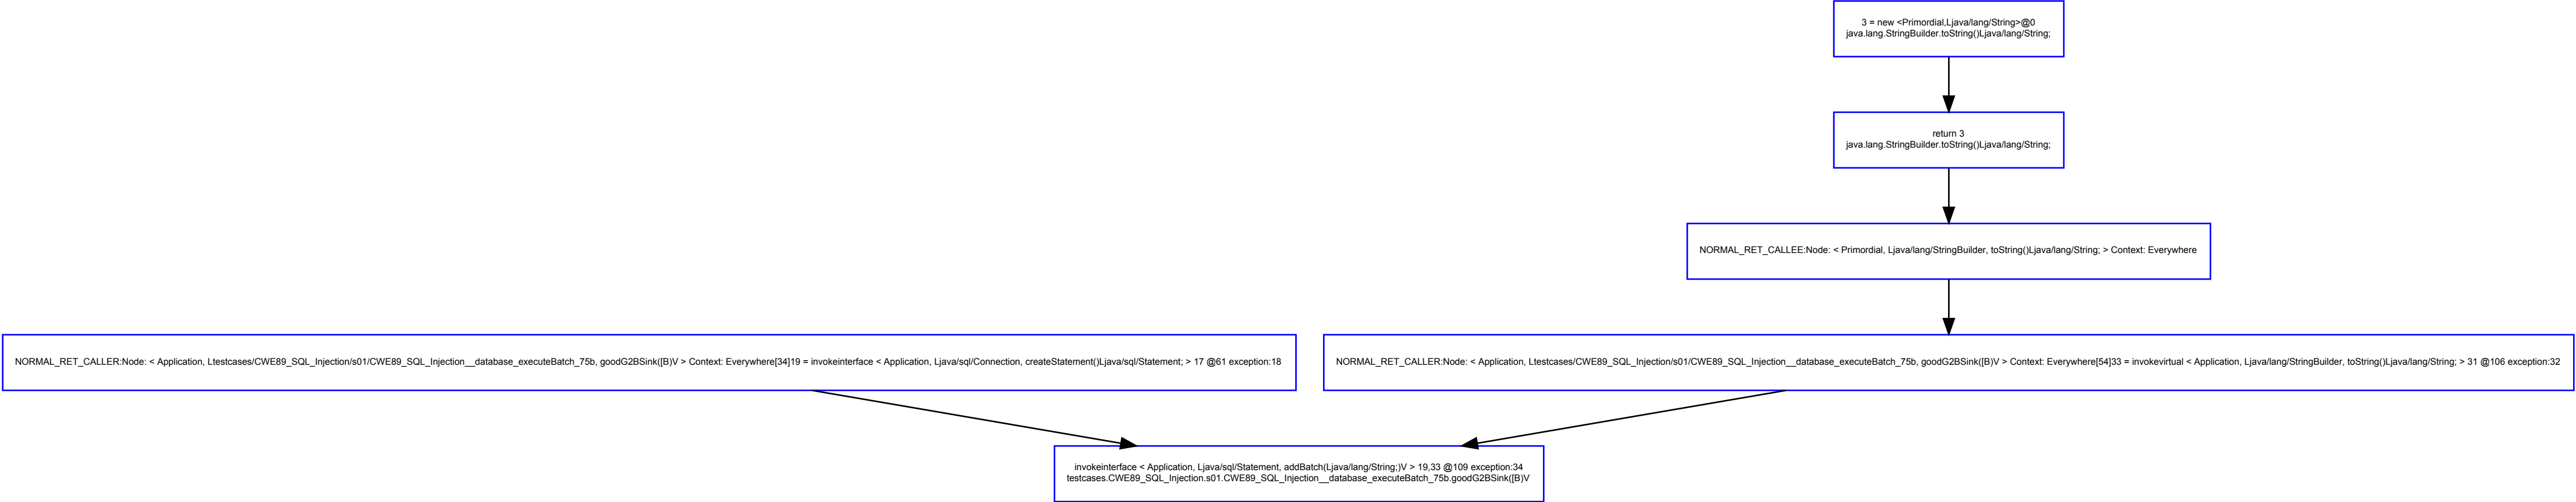 3 = new <Primordial,Ljava/lang/String>@0
java.lang.StringBuilder.toString()Ljava/lang/String;
return 3
java.lang.StringBuilder.toString()Ljava/lang/String;
NORMAL_RET_CALLEE:Node: < Primordial, Ljava/lang/StringBuilder, toString()Ljava/lang/String; > Context: Everywhere
NORMAL_RET_CALLER:Node: < Application, Ltestcases/CWE89_SQL_Injection/s01/CWE89_SQL_Injection__database_executeBatch_75b, goodG2BSink([B)V > Context: Everywhere[34]19 = invokeinterface < Application, Ljava/sql/Connection, createStatement()Ljava/sql/Statement; > 17 @61 exception:18
NORMAL_RET_CALLER:Node: < Application, Ltestcases/CWE89_SQL_Injection/s01/CWE89_SQL_Injection__database_executeBatch_75b, goodG2BSink([B)V > Context: Everywhere[54]33 = invokevirtual < Application, Ljava/lang/StringBuilder, toString()Ljava/lang/String; > 31 @106 exception:32
invokeinterface < Application, Ljava/sql/Statement, addBatch(Ljava/lang/String;)V > 19,33 @109 exception:34
testcases.CWE89_SQL_Injection.s01.CWE89_SQL_Injection__database_executeBatch_75b.goodG2BSink([B)V